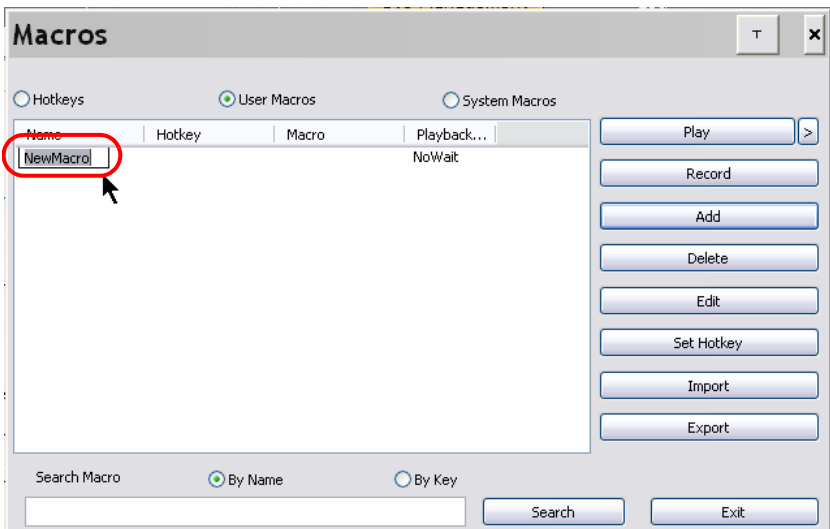 Macros
T
×
Hotkeys
User Macros
System Macros
Name Hotkey Macro Playback...
NewMacro NoWait
Play >
Record
Add
Delete
Edit
Set Hotkey
Import
Export
Search Macro
By Name
By Key
Search
Exit